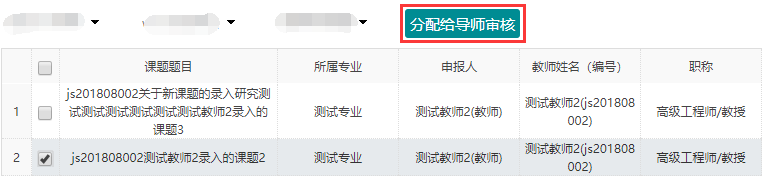 分配给导师审核
课题题目 所属专业 申报人 教师姓名（编号） 职称
1 js201808002关于新课题的录入研究测
试测试测试测试测试测试教师2录入的
课题3 测试专业 测试教师2(教师) 测试教师2(js201808
002) 高级工程师/教授
2 js201808002测试教师2录入的课题2 测试专业 测试教师2(教师) 测试教师2(js201808
002) 高级工程师/教授